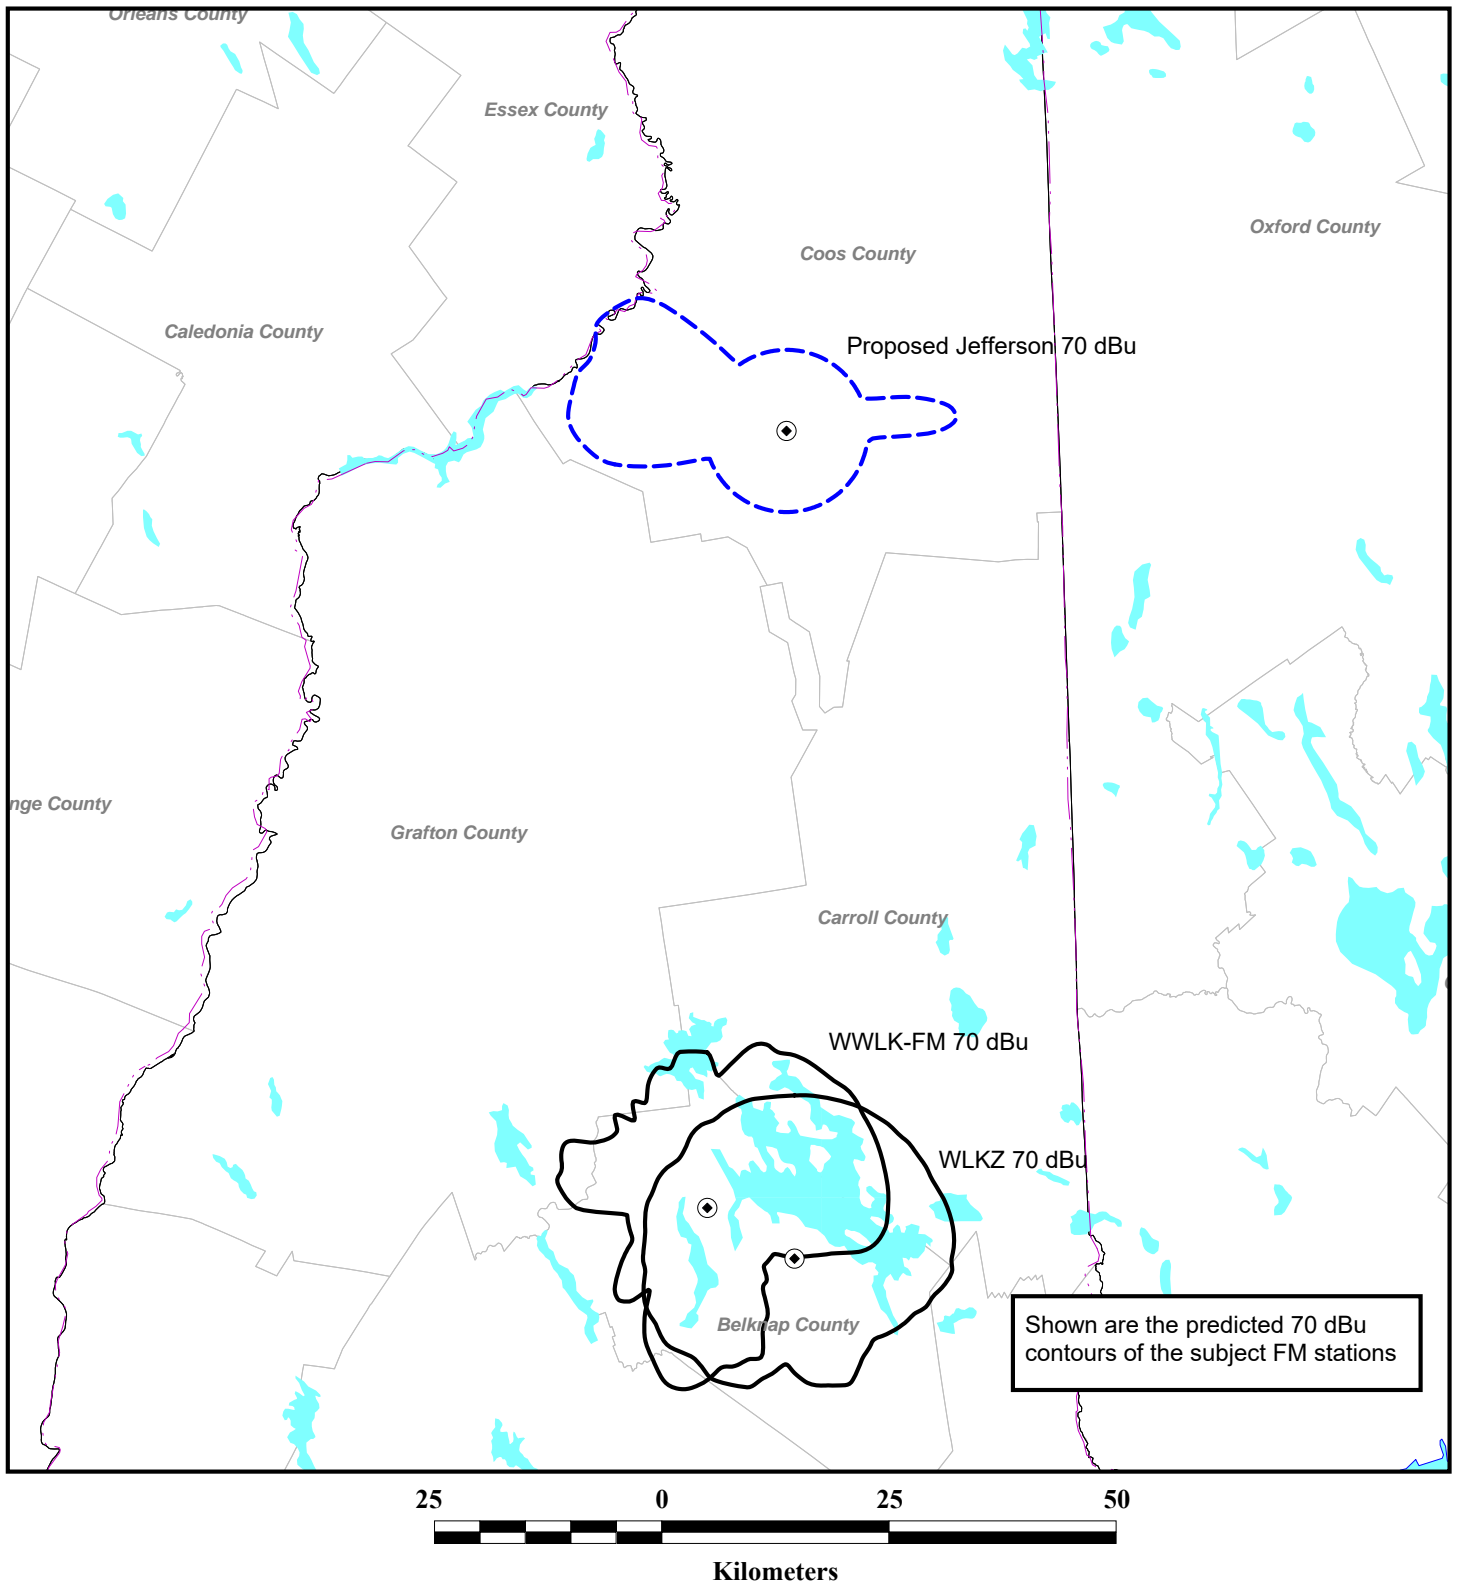 Orleans County
Essex County
Oxford County
Coos County
Caledonia County
Proposed Jefferson 70 dBu
nge County
Grafton County
Carroll County
WWLK-FM 70 dBu
WLKZ 70 dBu
Belknap County
Shown are the predicted 70 dBu
contours of the subject FM stations
25 0 25 50
Kilometers